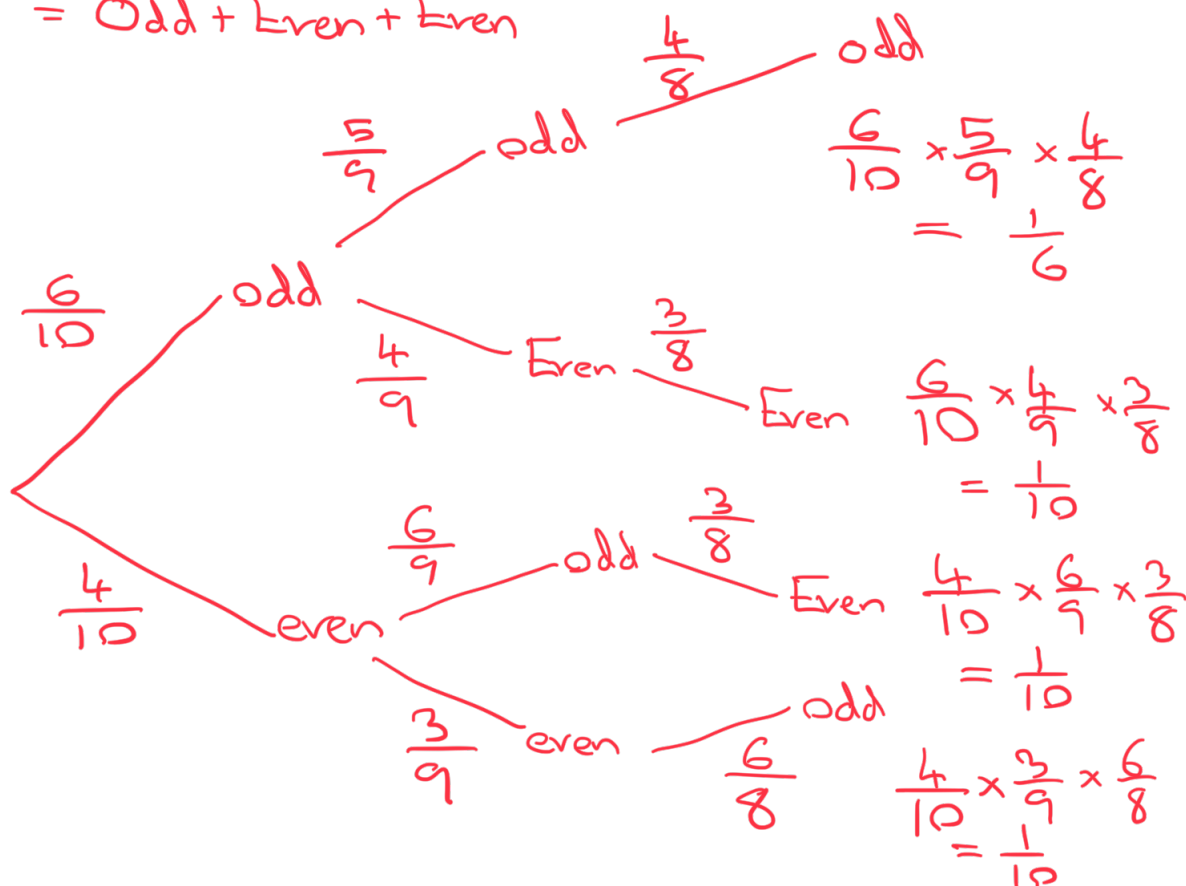 = Odd + Even + Even
4/8 odd
5/9 odd
6/10 × 5/9 × 4/8
= 1/6
6/10 odd
4/9 Even 3/8 Even
6/10 × 4/9 × 3/8
= 1/10
4/10 even
6/9 odd 3/8 Even
4/10 × 6/9 × 3/8
= 1/10
3/9 even 6/8 odd
4/10 × 3/9 × 6/8
= 1/10